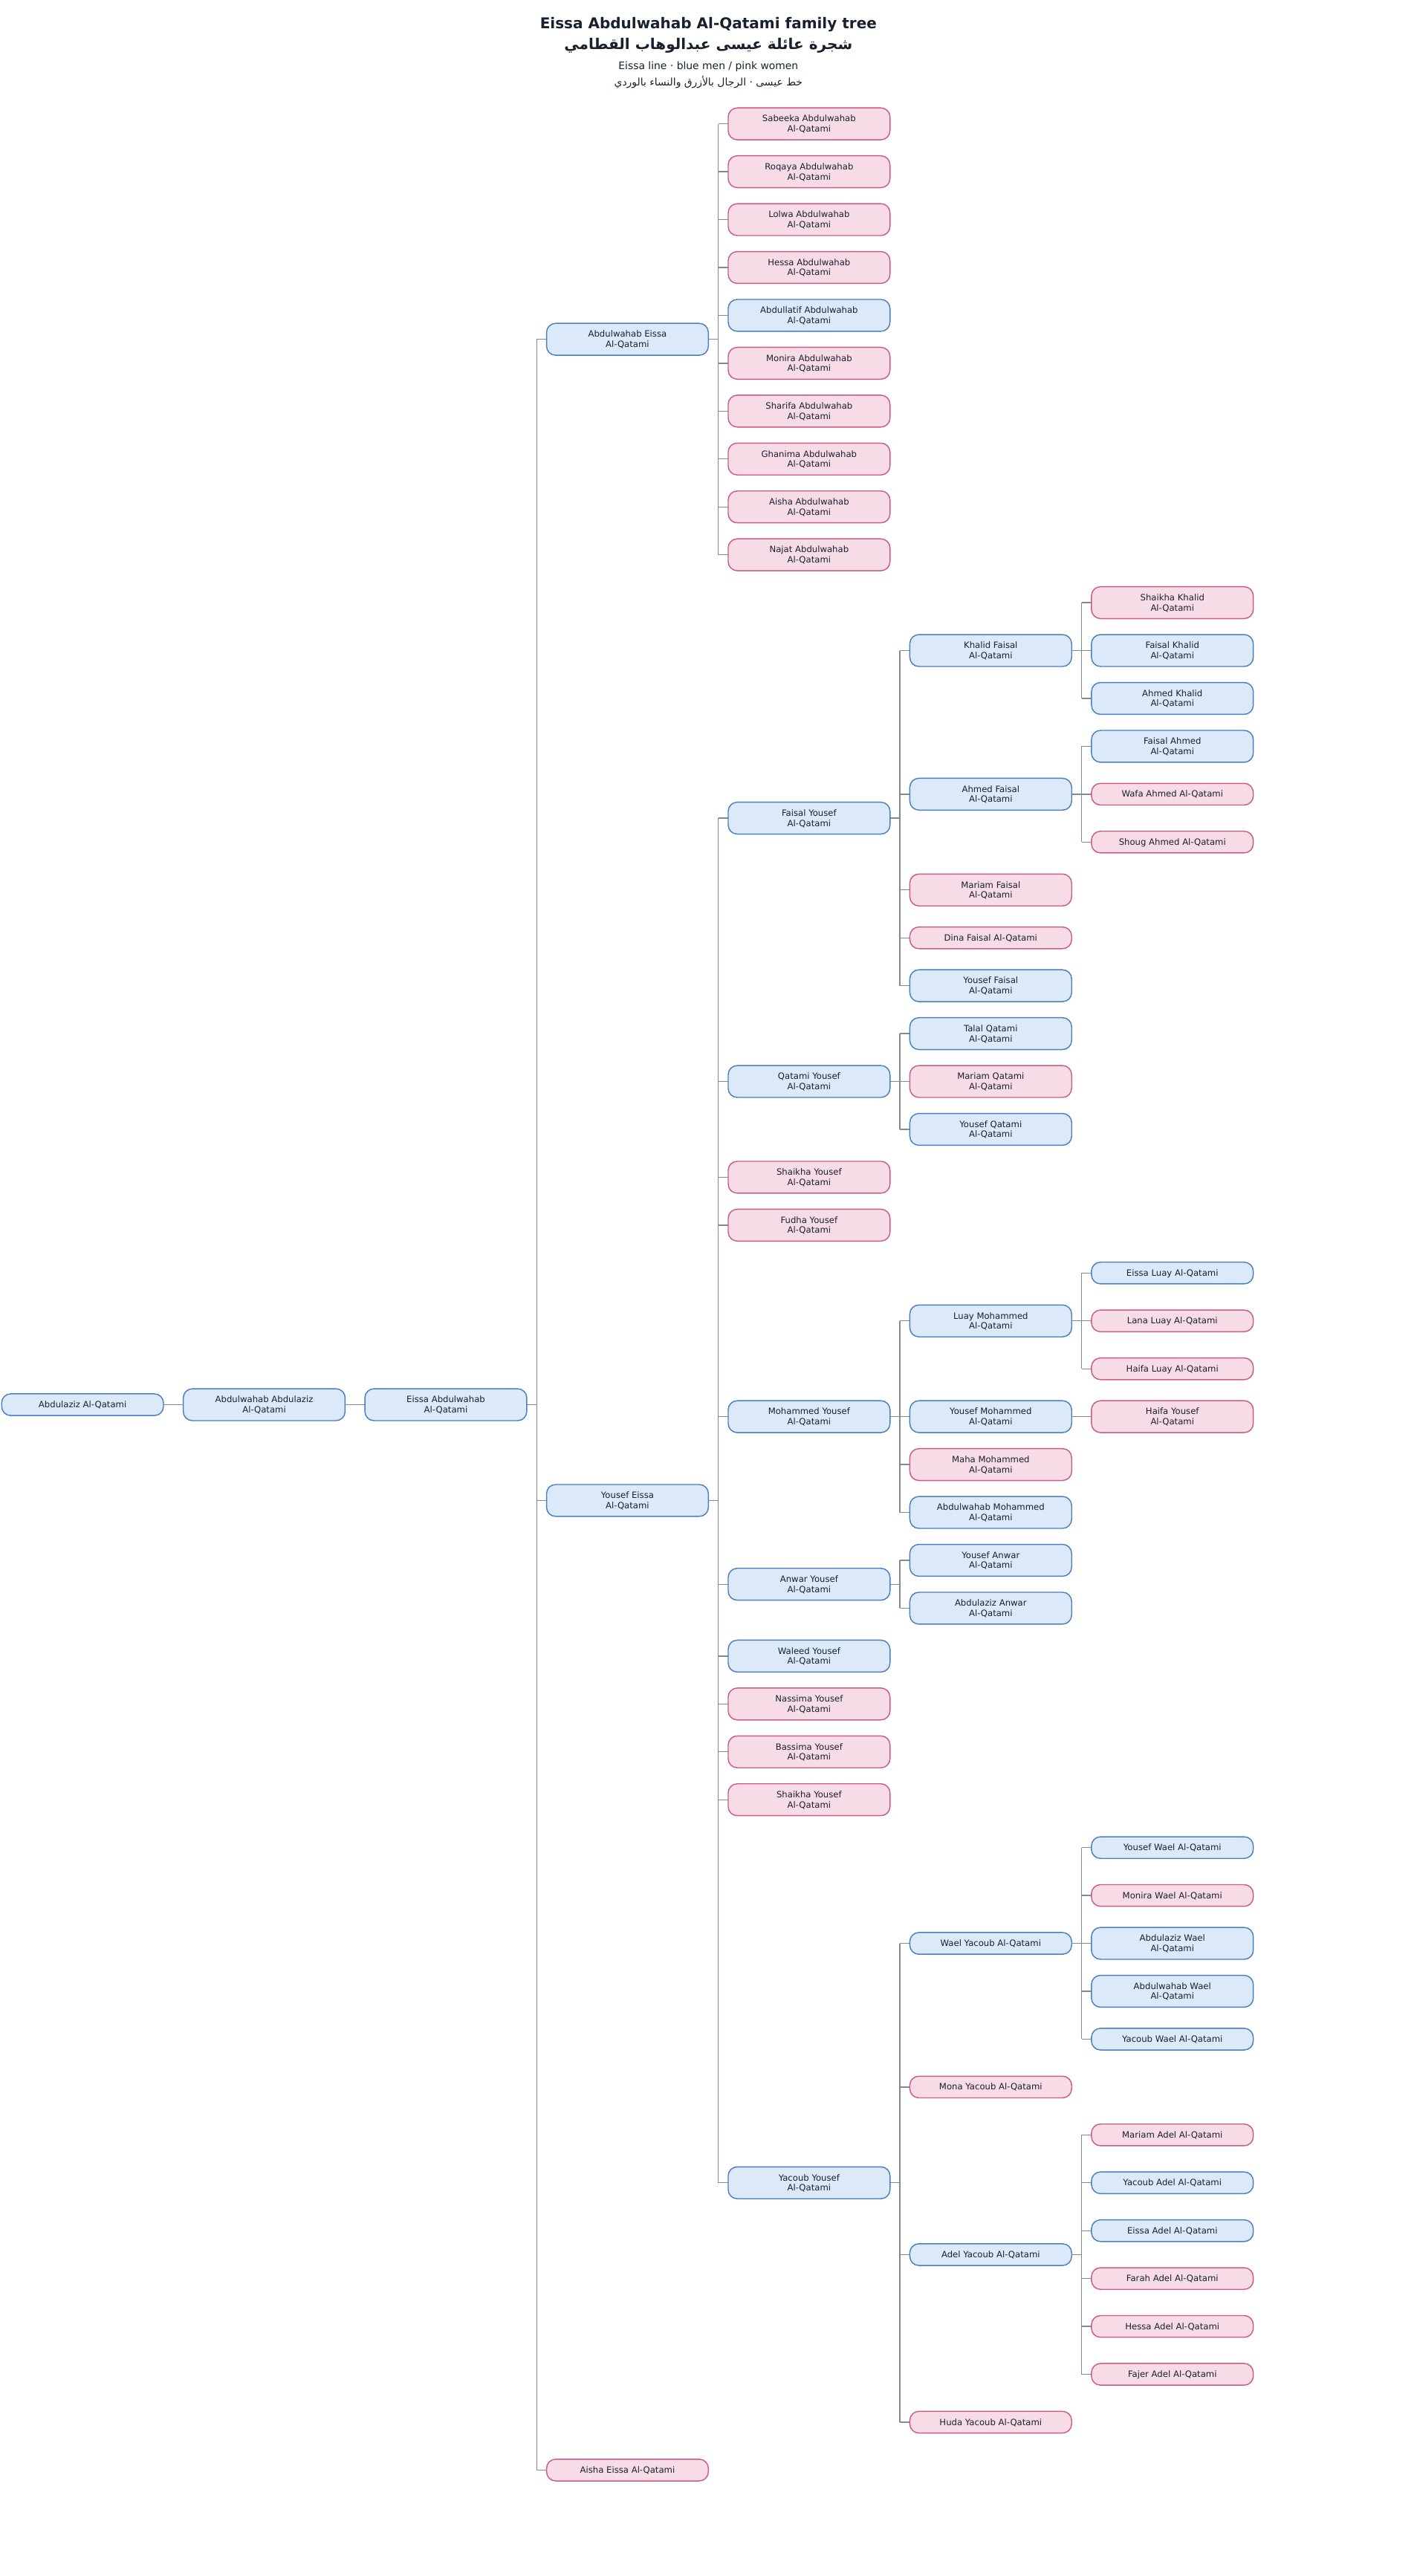 Eissa Abdulwahab Al-Qatami family tree
شجرة عائلة عيسى عبدالوهاب القطامي
Eissa line · blue men / pink women
خط عيسى · الرجال بالأزرق والنساء بالوردي
Abdulaziz Al-Qatami
Abdulwahab Abdulaziz
Al-Qatami
Eissa Abdulwahab
Al-Qatami
Abdulwahab Eissa
Al-Qatami
Sabeeka Abdulwahab
Al-Qatami
Roqaya Abdulwahab
Al-Qatami
Lolwa Abdulwahab
Al-Qatami
Hessa Abdulwahab
Al-Qatami
Abdullatif Abdulwahab
Al-Qatami
Monira Abdulwahab
Al-Qatami
Sharifa Abdulwahab
Al-Qatami
Ghanima Abdulwahab
Al-Qatami
Aisha Abdulwahab
Al-Qatami
Najat Abdulwahab
Al-Qatami
Yousef Eissa
Al-Qatami
Faisal Yousef
Al-Qatami
Khalid Faisal
Al-Qatami
Shaikha Khalid
Al-Qatami
Faisal Khalid
Al-Qatami
Ahmed Khalid
Al-Qatami
Ahmed Faisal
Al-Qatami
Faisal Ahmed
Al-Qatami
Wafa Ahmed Al-Qatami
Shoug Ahmed Al-Qatami
Mariam Faisal
Al-Qatami
Dina Faisal Al-Qatami
Yousef Faisal
Al-Qatami
Qatami Yousef
Al-Qatami
Talal Qatami
Al-Qatami
Mariam Qatami
Al-Qatami
Yousef Qatami
Al-Qatami
Shaikha Yousef
Al-Qatami
Fudha Yousef
Al-Qatami
Mohammed Yousef
Al-Qatami
Luay Mohammed
Al-Qatami
Eissa Luay Al-Qatami
Lana Luay Al-Qatami
Haifa Luay Al-Qatami
Yousef Mohammed
Al-Qatami
Haifa Yousef
Al-Qatami
Maha Mohammed
Al-Qatami
Abdulwahab Mohammed
Al-Qatami
Anwar Yousef
Al-Qatami
Yousef Anwar
Al-Qatami
Abdulaziz Anwar
Al-Qatami
Waleed Yousef
Al-Qatami
Nassima Yousef
Al-Qatami
Bassima Yousef
Al-Qatami
Shaikha Yousef
Al-Qatami
Yacoub Yousef
Al-Qatami
Wael Yacoub Al-Qatami
Yousef Wael Al-Qatami
Monira Wael Al-Qatami
Abdulaziz Wael
Al-Qatami
Abdulwahab Wael
Al-Qatami
Yacoub Wael Al-Qatami
Mona Yacoub Al-Qatami
Adel Yacoub Al-Qatami
Mariam Adel Al-Qatami
Yacoub Adel Al-Qatami
Eissa Adel Al-Qatami
Farah Adel Al-Qatami
Hessa Adel Al-Qatami
Fajer Adel Al-Qatami
Huda Yacoub Al-Qatami
Aisha Eissa Al-Qatami